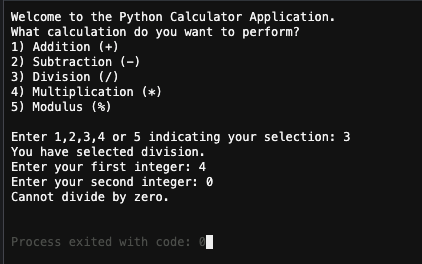 Welcome to the Python Calculator Application.
What calculation do you want to perform?
1) Addition (+)
2) Subtraction (-)
3) Division (/)
4) Multiplication (*)
5) Modulus (%)
Enter 1,2,3,4 or 5 indicating your selection: 3
You have selected division.
Enter your first integer: 4
Enter your second integer: 0
Cannot divide by zero.
Process exited with code: 0